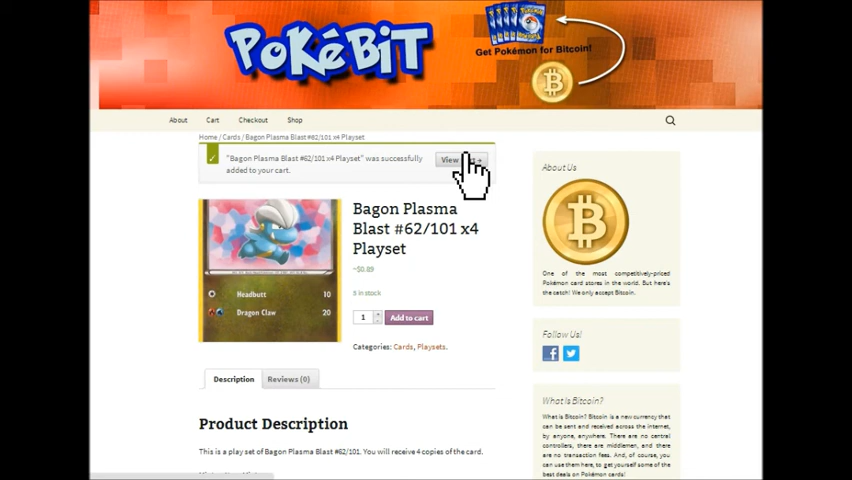 PoKéBiT
Get Pokémon for Bitcoin!
About Cart Checkout Shop
Home / Cards / Bagon Plasma Blast #62/101 x4 Playset
"Bagon Plasma Blast #62/101 x4 Playset" was successfully
added to your cart.
View
Bagon Plasma
Blast #62/101 x4
Playset
~$0.89
5 in stock
1
Add to cart
Categories: Cards, Playsets.
Headbutt 10
Dragon Claw 20
Description Reviews (0)
Product Description
This is a play set of Bagon Plasma Blast #62/101. You will receive 4 copies of the card.
About Us
One of the most competitively-priced
Pokémon card stores in the world. But here's
the catch! We only accept Bitcoin.
Follow Us!
What is Bitcoin?
What is Bitcoin? Bitcoin is a new currency that
can be sent and received across the internet,
by anyone, anywhere. There are no central
controllers, there are middlemen, and there
are no transaction fees. And, of course, you
can use them here, to get yourself some of the
best deals on Pokémon cards!